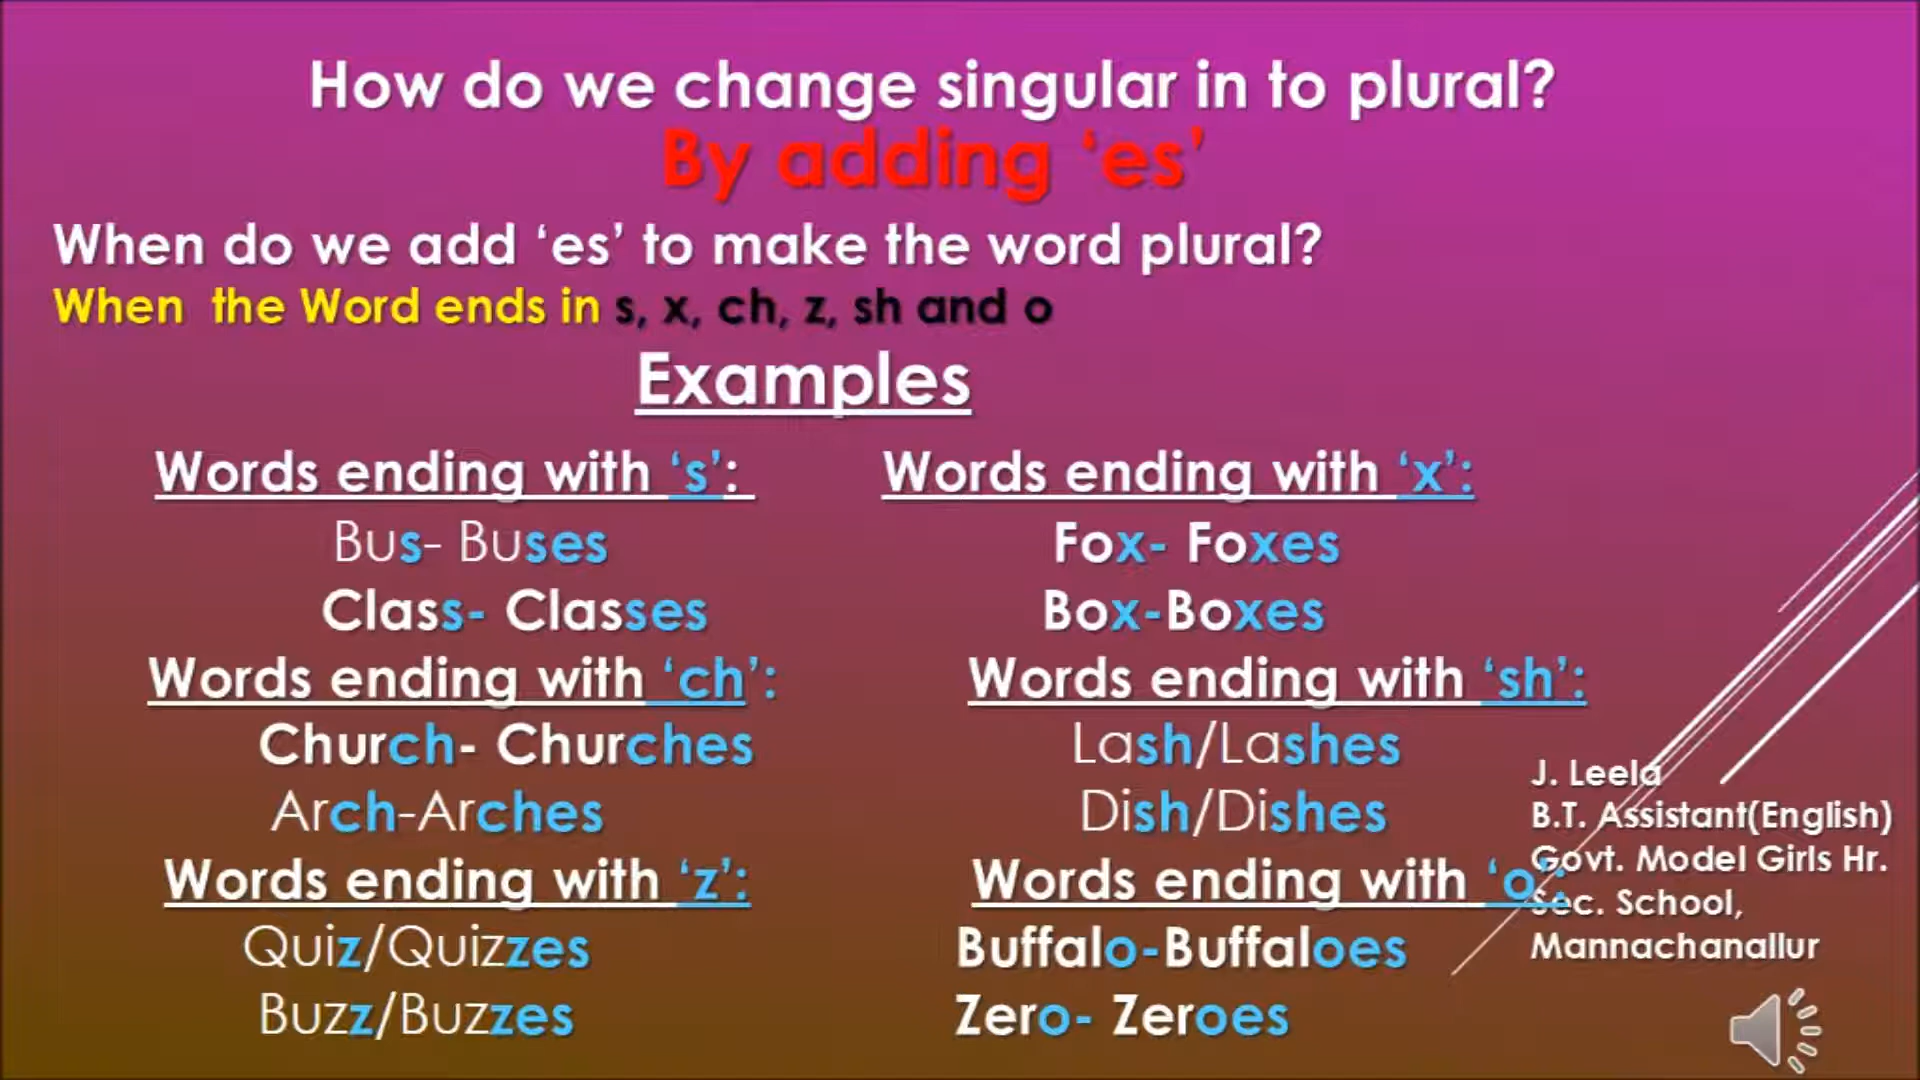 How do we change singular in to plural?
By adding ‘es’
When do we add ‘es’ to make the word plural?
When the Word ends in s, x, ch, z, sh and o
Examples
Words ending with ‘s’:
Bus- Buses
Class- Classes
Words ending with ‘ch’:
Church- Churches
Arch-Arches
Words ending with ‘z’:
Quiz/Quizzes
Buzz/Buzzes
Words ending with ‘x’:
Fox- Foxes
Box-Boxes
Words ending with ‘sh’:
Lash/Lashes
Dish/Dishes
Words ending with ‘o’:
Buffalo-Buffaloes
Zero- Zeroes
J. Leela
B.T. Assistant(English)
Govt. Model Girls Hr.
Sec. School,
Mannachanallur